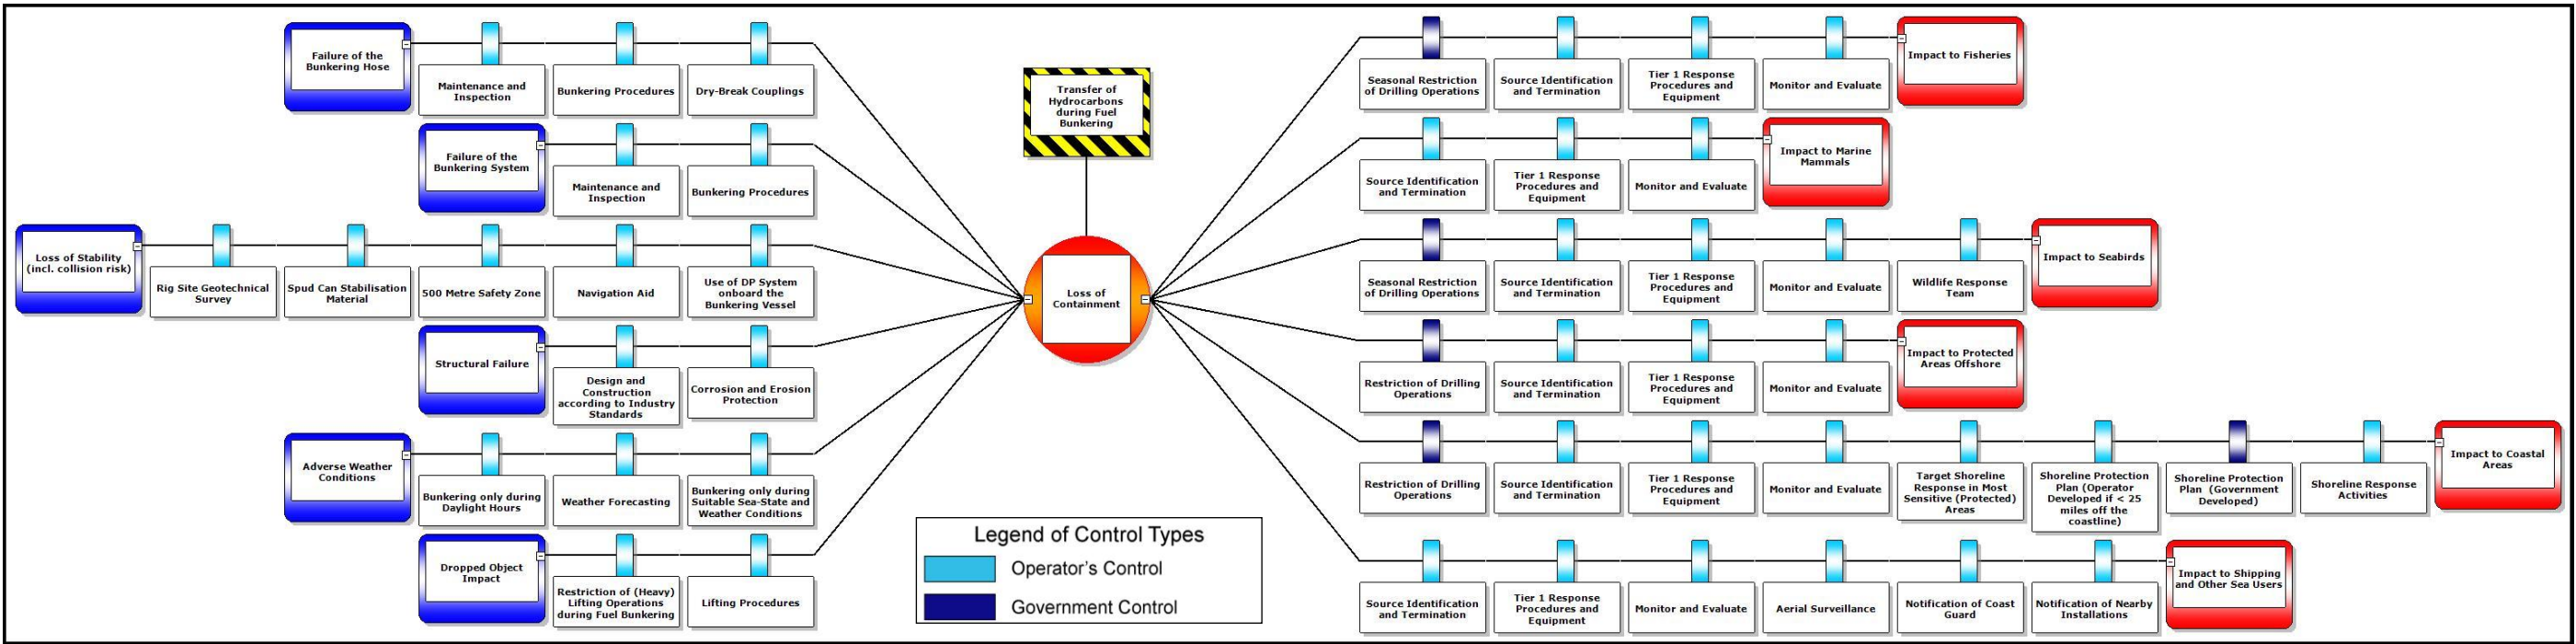 Failure of the
Bunkering Hose
Maintenance and
Inspection
Bunkering Procedures
Dry-Break Couplings
Failure of the
Bunkering System
Maintenance and
Inspection
Bunkering Procedures
Loss of Stability
(incl. collision risk)
Rig Site Geotechnical
Survey
Spud Can Stabilisation
Material
500 Metre Safety Zone
Navigation Aid
Use of DP System
onboard the
Bunkering Vessel
Structural Failure
Design and
Construction
according to Industry
Standards
Corrosion and Erosion
Protection
Adverse Weather
Conditions
Bunkering only during
Daylight Hours
Weather Forecasting
Bunkering only during
Suitable Sea-State and
Weather Conditions
Dropped Object
Impact
Restriction of (Heavy)
Lifting Operations
during Fuel Bunkering
Lifting Procedures
Transfer of
Hydrocarbons
during Fuel
Bunkering
Loss of
Containment
Legend of Control Types
Operator's Control
Government Control
Seasonal Restriction
of Drilling Operations
Source Identification
and Termination
Tier 1 Response
Procedures and
Equipment
Monitor and Evaluate
Impact to Fisheries
Source Identification
and Termination
Tier 1 Response
Procedures and
Equipment
Monitor and Evaluate
Impact to Marine
Mammals
Seasonal Restriction
of Drilling Operations
Source Identification
and Termination
Tier 1 Response
Procedures and
Equipment
Monitor and Evaluate
Wildlife Response
Team
Impact to Seabirds
Restriction of Drilling
Operations
Source Identification
and Termination
Tier 1 Response
Procedures and
Equipment
Monitor and Evaluate
Impact to Protected
Areas Offshore
Restriction of Drilling
Operations
Source Identification
and Termination
Tier 1 Response
Procedures and
Equipment
Monitor and Evaluate
Target Shoreline
Response in Most
Sensitive (Protected)
Areas
Shoreline Protection
Plan (Operator
Developed if < 25
miles off the
coastline)
Shoreline Protection
Plan (Government
Developed)
Shoreline Response
Activities
Impact to Coastal
Areas
Source Identification
and Termination
Tier 1 Response
Procedures and
Equipment
Monitor and Evaluate
Aerial Surveillance
Notification of Coast
Guard
Notification of Nearby
Installations
Impact to Shipping
and Other Sea Users